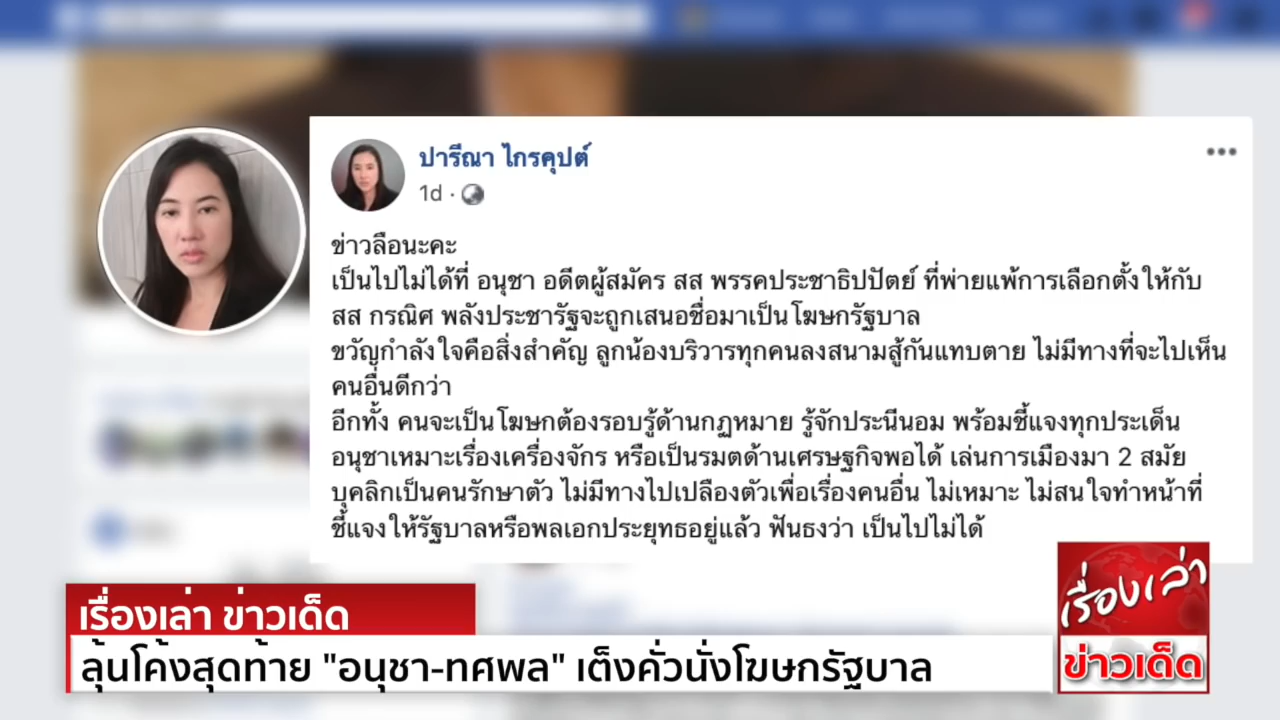 ปารีณา ไกรคุปต์
1d ·
ข่าวลือนะคะ
เป็นไปไม่ได้ที่ อนุชา อดีตผู้สมัคร สส พรรคประชาธิปปัตย์ ที่พ่ายแพ้การเลือกตั้งให้กับ
สส กรณิศ พลังประชารัฐจะถูกเสนอชื่อมาเป็นโฆษกรัฐบาล
ขวัญกำลังใจคือสิ่งสำคัญ ลูกน้องบริวารทุกคนลงสนามสู้กันแทบตาย ไม่มีทางที่จะไปเห็น
คนอื่นดีกว่า
อีกทั้ง คนจะเป็นโฆษกต้องรอบรู้ด้านกฏหมาย รู้จักประนีนอม พร้อมชี้แจงทุกประเด็น
อนุชาเหมาะเรื่องเครื่องจักร หรือเป็นรมตด้านเศรษฐกิจพอได้ เล่นการเมืองมา 2 สมัย
บุคลิกเป็นคนรักษาตัว ไม่มีทางไปเปลืองตัวเพื่อเรื่องคนอื่น ไม่เหมาะ ไม่สนใจทำหน้าที่
ชี้แจงให้รัฐบาลหรือพลเอกประยุทธอยู่แล้ว ฟันธงว่า เป็นไปไม่ได้
เรื่องเล่า ข่าวเด็ด
ลุ้นโค้งสุดท้าย "อนุชา-ทศพล" เต็งคั่วนั่งโฆษกรัฐบาล
เรื่องเล่า
ข่าวเด็ด